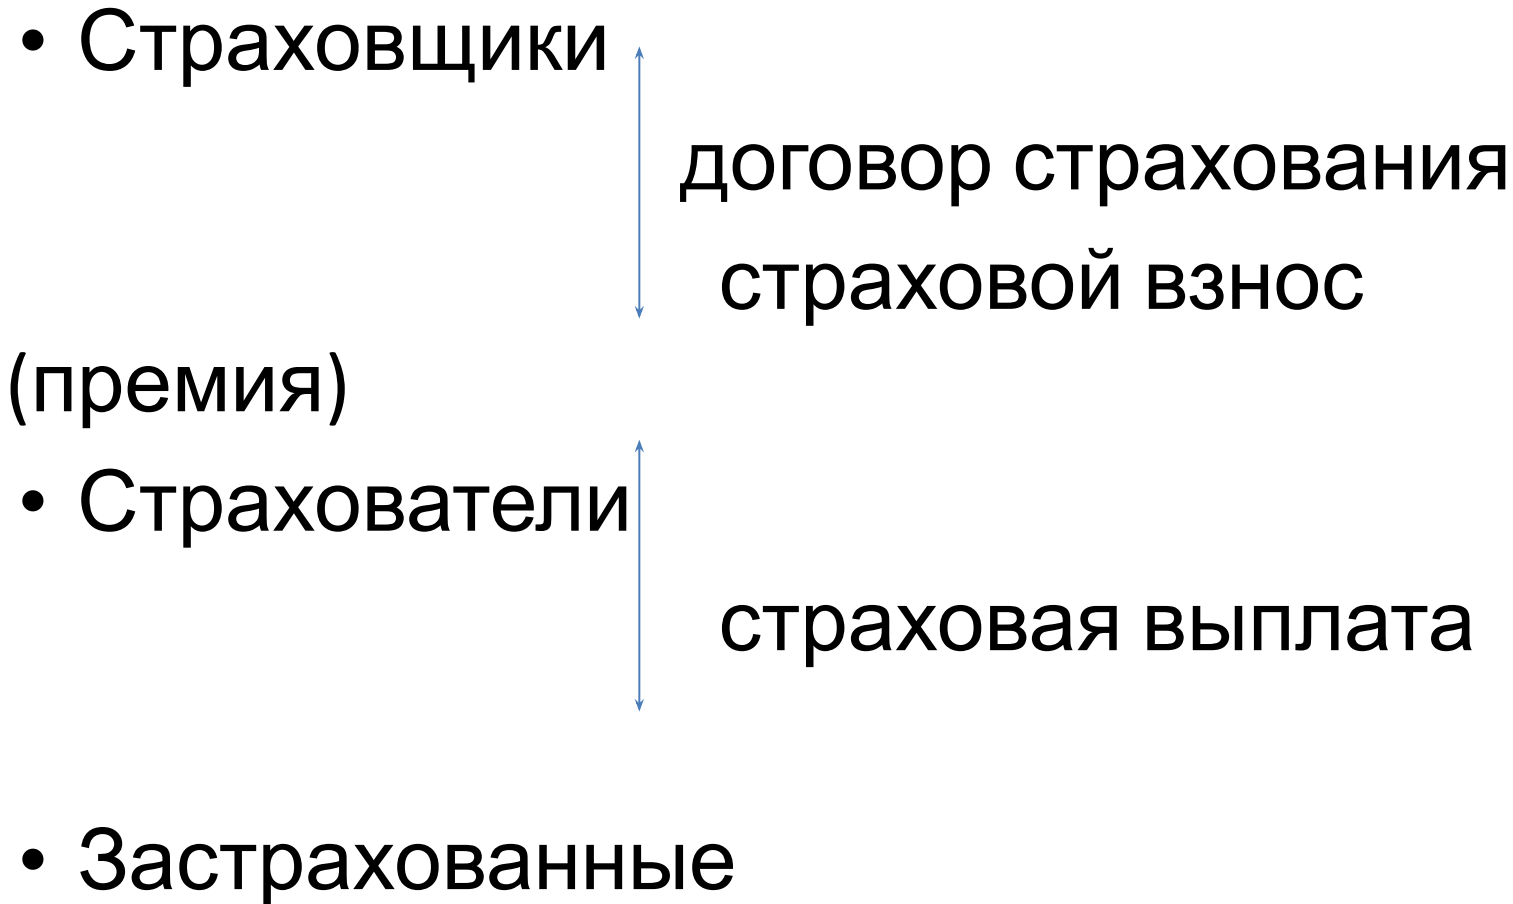 • Страховщики
договор страхования
страховой взнос
(премия)
• Страхователи
страховая выплата
• Застрахованные